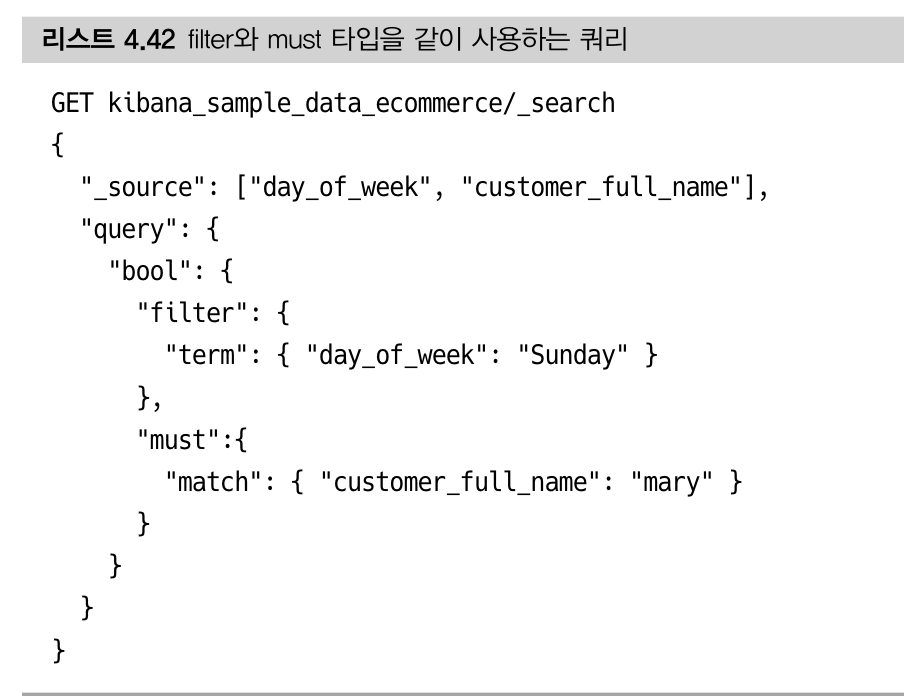 리스트 4.42 filter와 must 타입을 같이 사용하는 쿼리
GET kibana_sample_data_ecommerce/_search
{
  "_source": ["day_of_week", "customer_full_name"],
  "query": {
    "bool": {
      "filter": {
        "term": { "day_of_week": "Sunday" }
      },
      "must":{
        "match": { "customer_full_name": "mary" }
      }
    }
  }
}